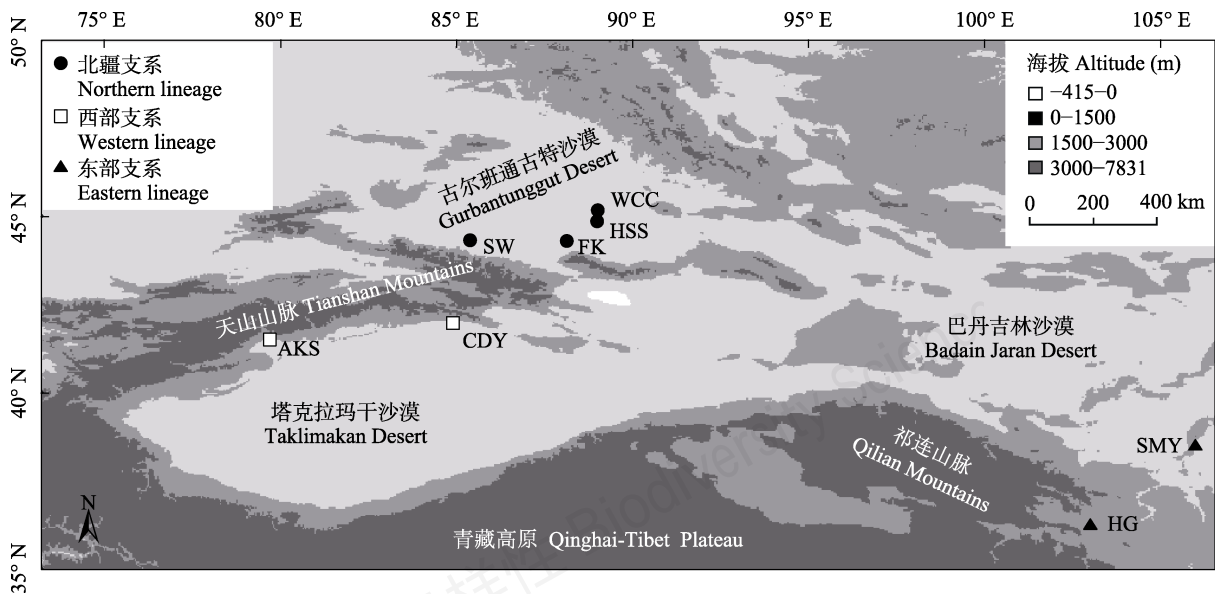 75° E 80° E 85° E 90° E 95° E 100° E 105° E
50° N
45° N
40° N
35° N
北疆支系
Northern lineage
西部支系
Western lineage
东部支系
Eastern lineage
海拔 Altitude (m)
−415−0
0−1500
1500−3000
3000−7831
0 200 400 km
古尔班通古特沙漠
Gurbantunggut Desert
WCC
HSS
SW
FK
天山山脉 Tianshan Mountains
AKS
CDY
巴丹吉林沙漠
Badain Jaran Desert
塔克拉玛干沙漠
Taklimakan Desert
祁连山脉
Qilian Mountains
SMY
HG
N
青藏高原 Qinghai-Tibet Plateau
样性 Biodiversity Science